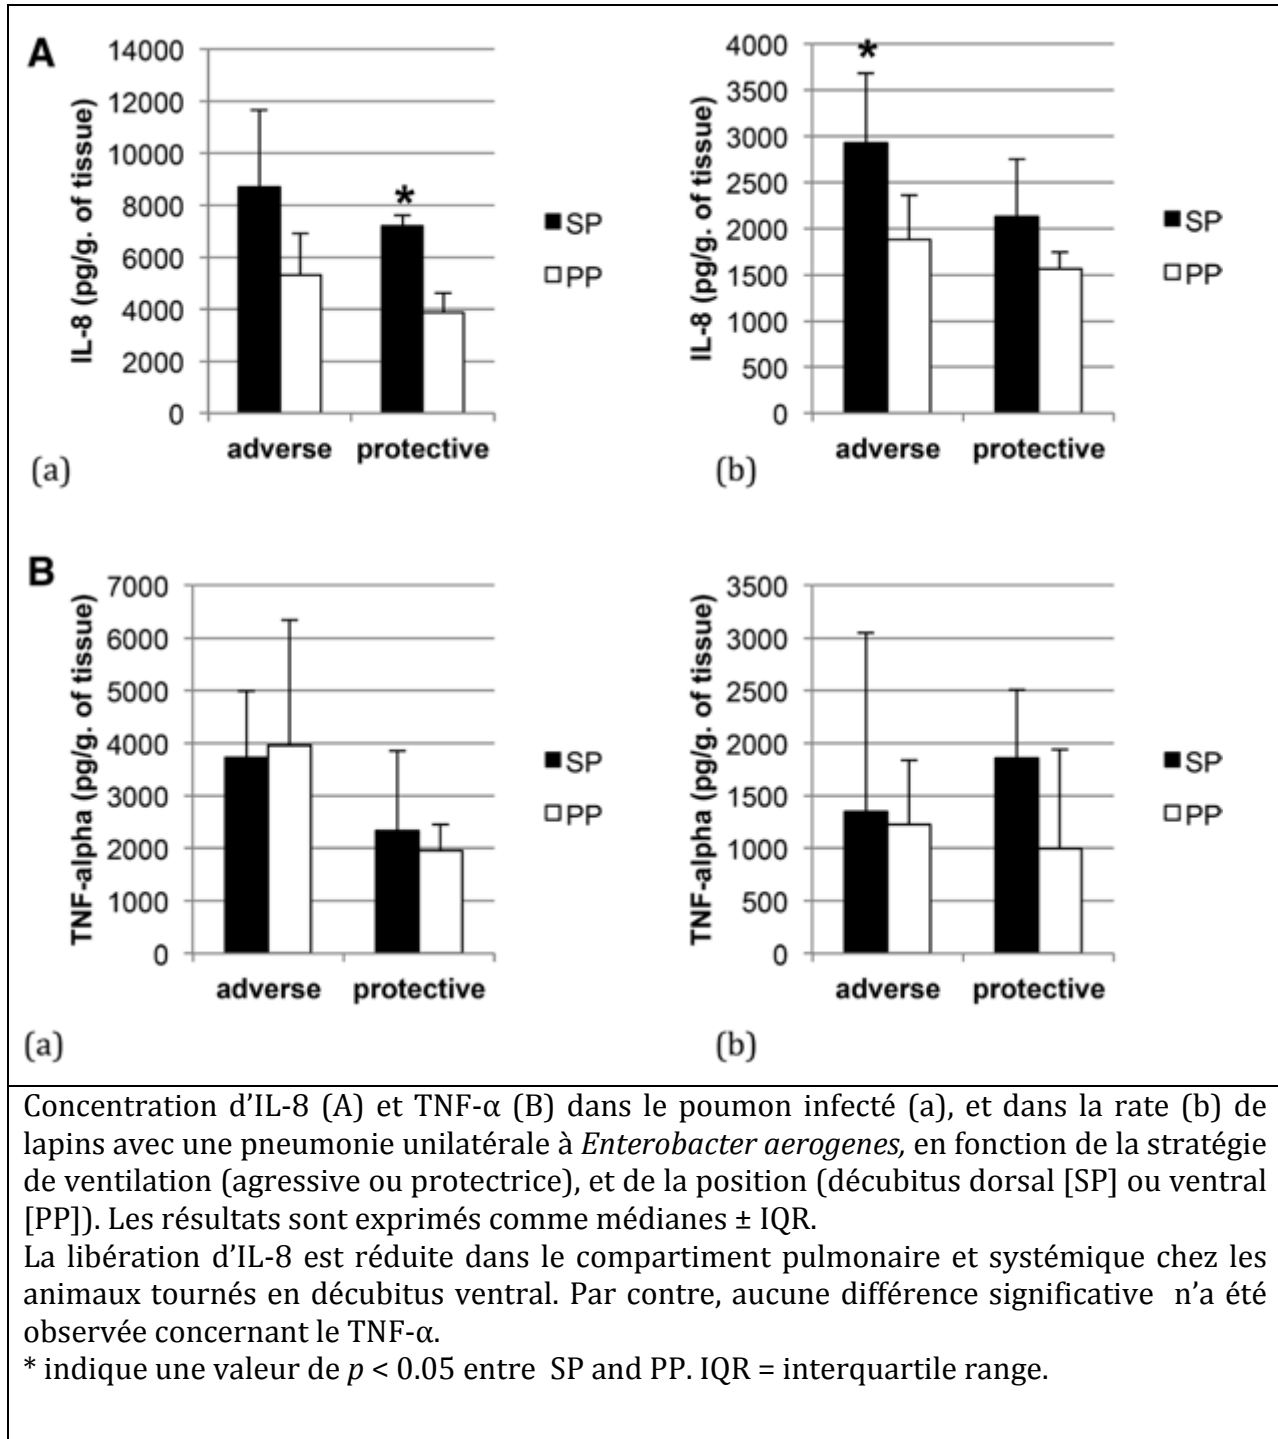 A
14000
12000
10000
8000
6000
4000
2000
0
IL-8 (pg/g. of tissue)
*
adverse protective
SP
PP
(a)
4000
3500
3000
2500
2000
1500
1000
500
0
IL-8 (pg/g. of tissue)
*
adverse protective
SP
PP
(b)
B
7000
6000
5000
4000
3000
2000
1000
0
TNF-alpha (pg/g. of tissue)
adverse protective
SP
PP
(a)
3500
3000
2500
2000
1500
1000
500
0
TNF-alpha (pg/g. of tissue)
adverse protective
SP
PP
(b)
Concentration d’IL-8 (A) et TNF-α (B) dans le poumon infecté (a), et dans la rate (b) de
lapins avec une pneumonie unilatérale à Enterobacter aerogenes, en fonction de la stratégie
de ventilation (agressive ou protectrice), et de la position (décubitus dorsal [SP] ou ventral
[PP]). Les résultats sont exprimés comme médianes ± IQR.
La libération d’IL-8 est réduite dans le compartiment pulmonaire et systémique chez les
animaux tournés en décubitus ventral. Par contre, aucune différence significative n’a été
observée concernant le TNF-α.
* indique une valeur de p < 0.05 entre SP and PP. IQR = interquartile range.